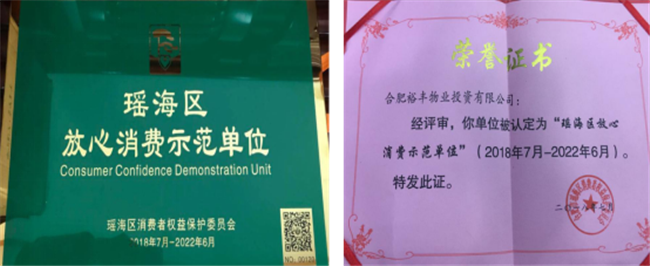 瑶海区
放心消费示范单位
Consumer Confidence Demonstration Unit
瑶海区消费者权益保护委员会
2018年7月-2022年6月
荣誉证书
合肥裕丰物业投资有限公司：
经评审，你单位被认定为“瑶海区放心
消费示范单位”（2018年7月-2022年6月）。
特发此证。